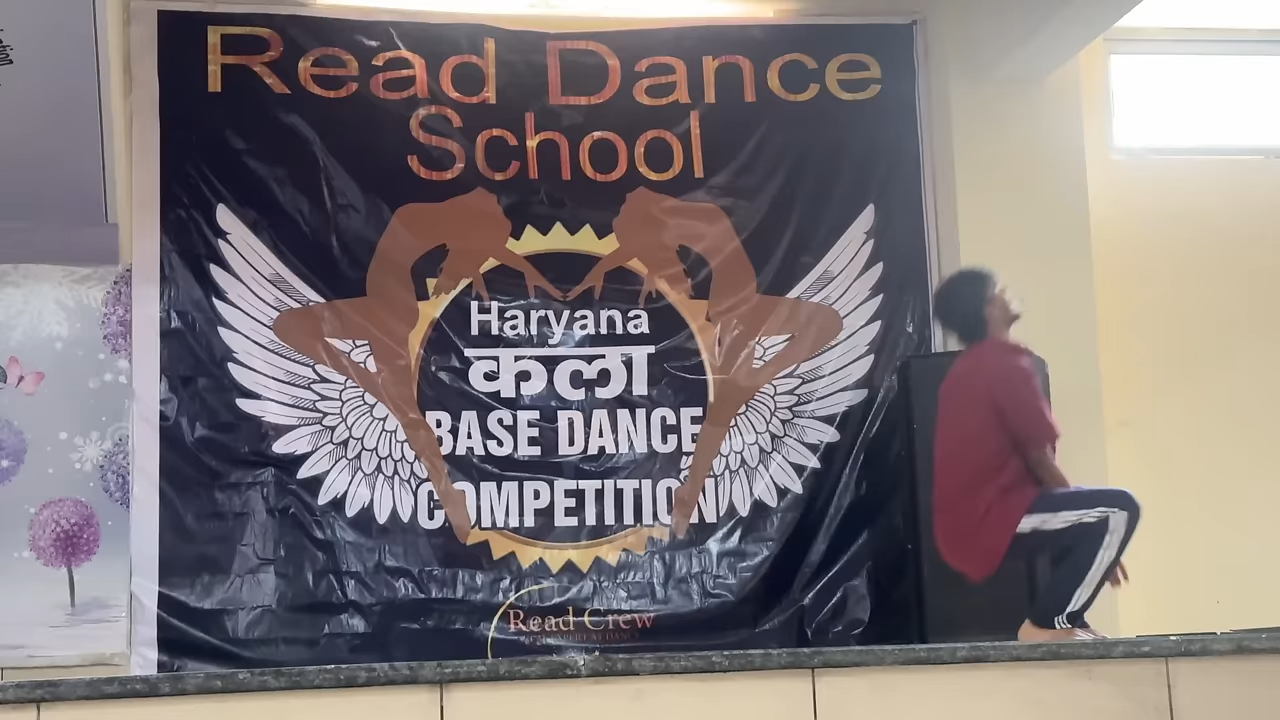 Read Dance
School
Haryana
कला
BASE DANCE
COMPETITION
Read Crew